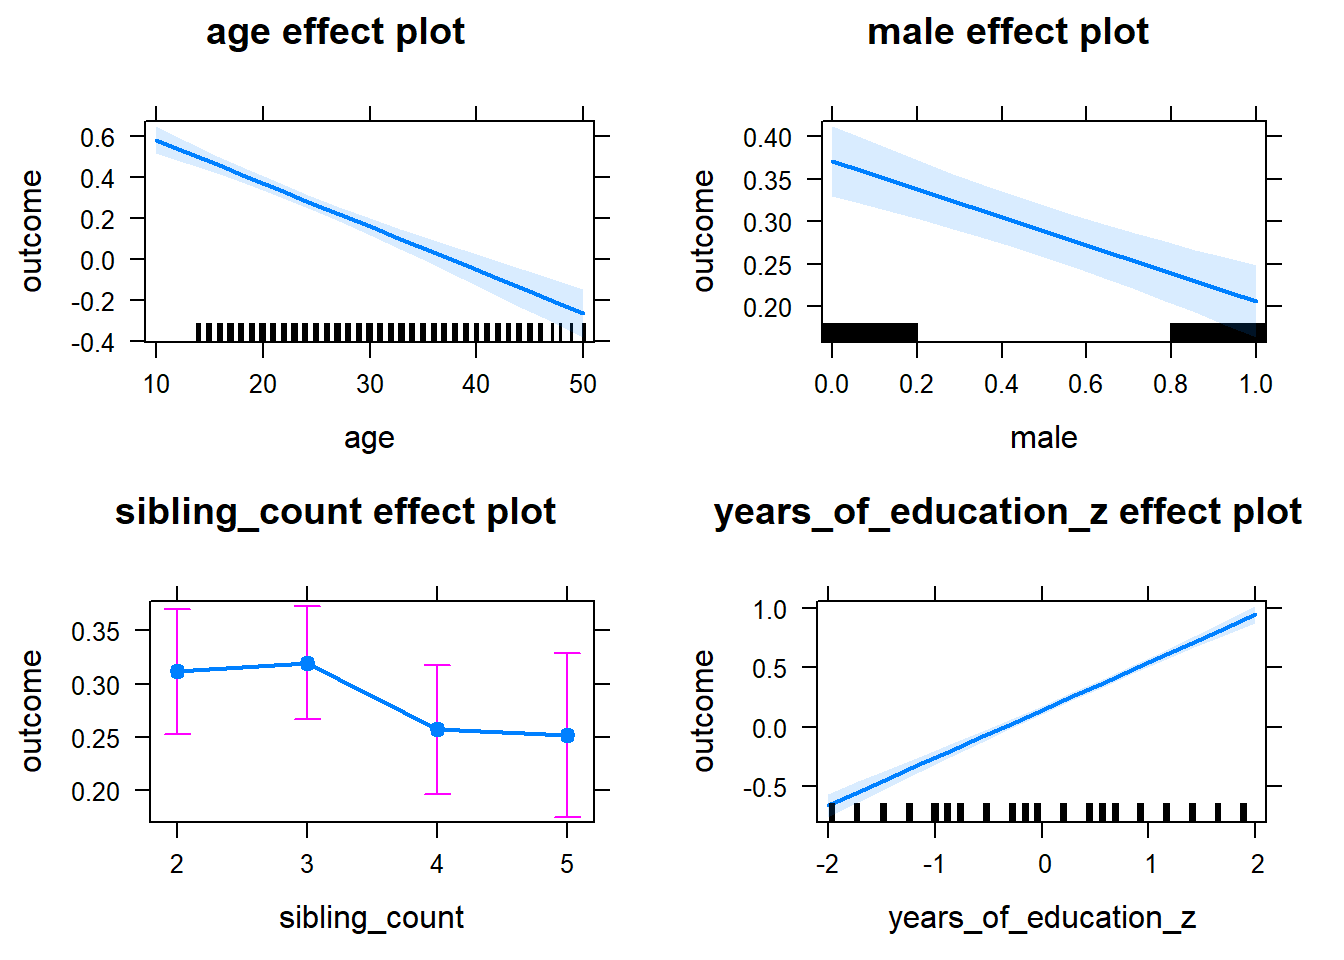 age effect plot
outcome
0.6
0.4
0.2
0.0
-0.2
-0.4
10 20 30 40 50
age
male effect plot
outcome
0.40
0.35
0.30
0.25
0.20
0.0 0.2 0.4 0.6 0.8 1.0
male
sibling_count effect plot
outcome
0.35
0.30
0.25
0.20
2 3 4 5
sibling_count
years_of_education_z effect plot
outcome
1.0
0.5
0.0
-0.5
-2 -1 0 1 2
years_of_education_z